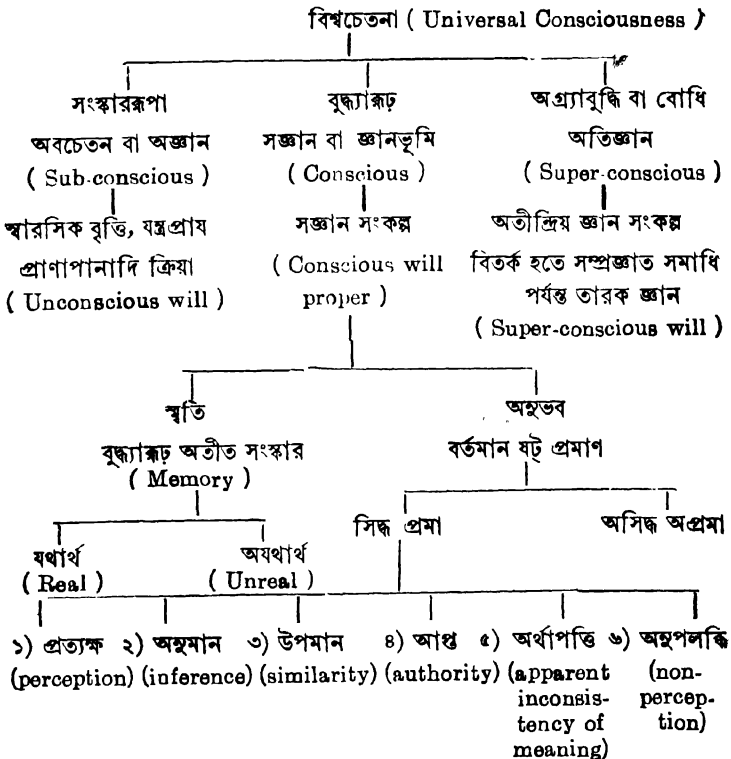 বিশ্বচেতনা ( Universal Consciousness )
সংস্কাররূপা বুদ্ধ্যারূঢ় অগ্র্যাবুদ্ধি বা বোধি
অবচেতন বা অজ্ঞান সজ্ঞান বা জ্ঞানভূমি অতিজ্ঞান
( Sub-conscious ) ( Conscious ) ( Super-conscious )
স্বারসিক বৃত্তি, যন্ত্রপ্রায সজ্ঞান সংকল্প অতীন্দ্রিয় জ্ঞান সংকল্প
প্রাণাপানাদি ক্রিয়া ( Conscious will বিতর্ক হতে সম্প্রজ্ঞাত সমাধি
( Unconscious will ) proper ) পর্যন্ত তারক জ্ঞান
( Super-conscious will )
স্মৃতি অনুভব
বুদ্ধ্যারূঢ় অতীত সংস্কার বর্তমান ষট্ প্রমাণ
( Memory )
সিদ্ধ প্রমা অসিদ্ধ অপ্রমা
যথার্থ অযথার্থ
( Real ) ( Unreal )
১) প্রত্যক্ষ ২) অনুমান ৩) উপমান ৪) আপ্ত ৫) অর্থাপত্তি ৬) অনুপলব্ধি
(perception) (inference) (similarity) (authority) (apparent (non-
inconsis- percep-
tency of tion)
meaning)